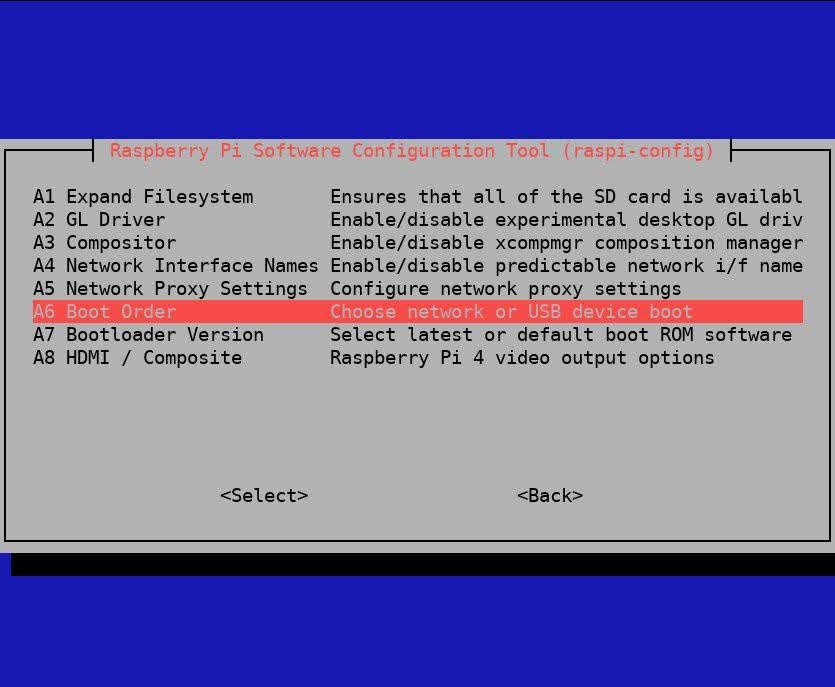 Raspberry Pi Software Configuration Tool (raspi-config)
A1 Expand Filesystem Ensures that all of the SD card is availabl
A2 GL Driver Enable/disable experimental desktop GL driv
A3 Compositor Enable/disable xcompmgr composition manager
A4 Network Interface Names Enable/disable predictable network i/f name
A5 Network Proxy Settings Configure network proxy settings
A6 Boot Order Choose network or USB device boot
A7 Bootloader Version Select latest or default boot ROM software
A8 HDMI / Composite Raspberry Pi 4 video output options
<Select> <Back>